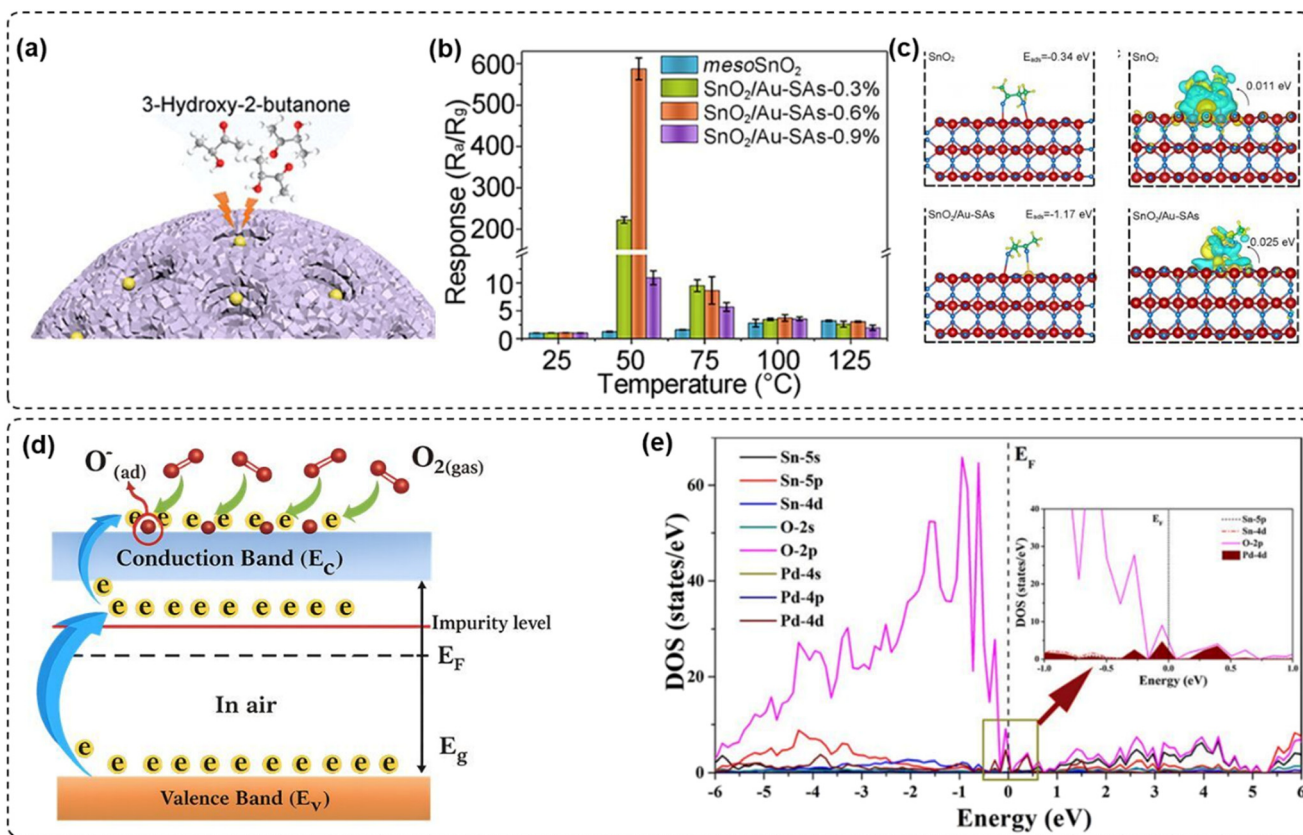 (a)
3-Hydroxy-2-butanone
(b)
Response (Ra/Rg)
600
500
400
300
200
10
5
0
mesoSnO2
SnO2/Au-SAs-0.3%
SnO2/Au-SAs-0.6%
SnO2/Au-SAs-0.9%
25 50 75 100 125
Temperature (°C)
(c)
SnO2 Eads=-0.34 eV
SnO2
0.011 eV
SnO2/Au-SAs Eads=-1.17 eV
SnO2/Au-SAs
0.025 eV
(d)
O-(ad)
O2(gas)
e e e e e e
Conduction Band (EC)
e
e e e e e e e e
Impurity level
EF
In air
Eg
e
e e e e e e e e e
Valence Band (Ev)
(e)
DOS (states/eV)
60
40
20
0
Sn-5s
Sn-5p
Sn-4d
O-2s
O-2p
Pd-4s
Pd-4p
Pd-4d
EF
-6 -5 -4 -3 -2 -1 0 1 2 3 4 5 6
Energy (eV)
DOS (states/eV)
40
30
20
10
0
EF
Sn-5p
Sn-4d
O-2p
Pd-4d
-1.0 -0.5 0.0 0.5 1.0
Energy (eV)